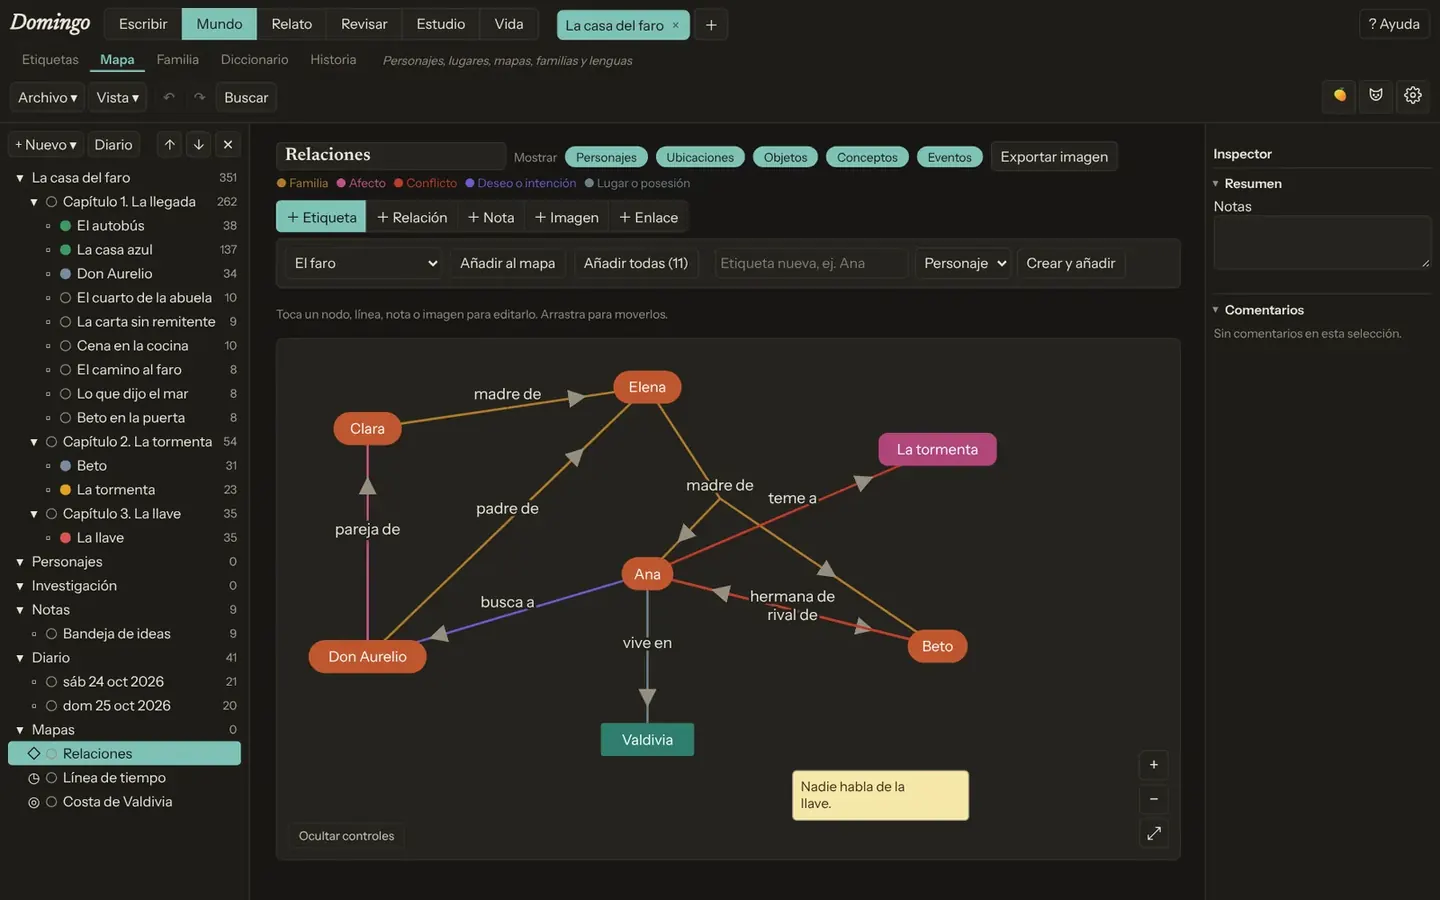 Domingo
Escribir Mundo Relato Revisar Estudio Vida
La casa del faro ×
+
? Ayuda
Etiquetas Mapa Familia Diccionario Historia
Personajes, lugares, mapas, familias y lenguas
Archivo ▾ Vista ▾ Buscar
+ Nuevo ▾ Diario ↑ ↓ ✕
La casa del faro 351
Capítulo 1. La llegada 262
El autobús 38
La casa azul 137
Don Aurelio 34
El cuarto de la abuela 10
La carta sin remitente 9
Cena en la cocina 10
El camino al faro 8
Lo que dijo el mar 8
Beto en la puerta 8
Capítulo 2. La tormenta 54
Beto 31
La tormenta 23
Capítulo 3. La llave 35
La llave 35
Personajes 0
Investigación 0
Notas 9
Bandeja de ideas 9
Diario 41
sáb 24 oct 2026 21
dom 25 oct 2026 20
Mapas 0
Relaciones
Línea de tiempo
Costa de Valdivia
Relaciones
Mostrar Personajes Ubicaciones Objetos Conceptos Eventos Exportar imagen
Familia Afecto Conflicto Deseo o intención Lugar o posesión
+ Etiqueta + Relación + Nota + Imagen + Enlace
El faro Añadir al mapa Añadir todas (11) Etiqueta nueva, ej. Ana Personaje Crear y añadir
Toca un nodo, línea, nota o imagen para editarlo. Arrastra para moverlos.
Elena
madre de
Clara
La tormenta
madre de
teme a
padre de
pareja de
Ana
hermana de
busca a
rival de
vive en
Beto
Don Aurelio
Valdivia
Nadie habla de la
llave.
+
−
Ocultar controles
Inspector
Resumen
Notas
Comentarios
Sin comentarios en esta selección.